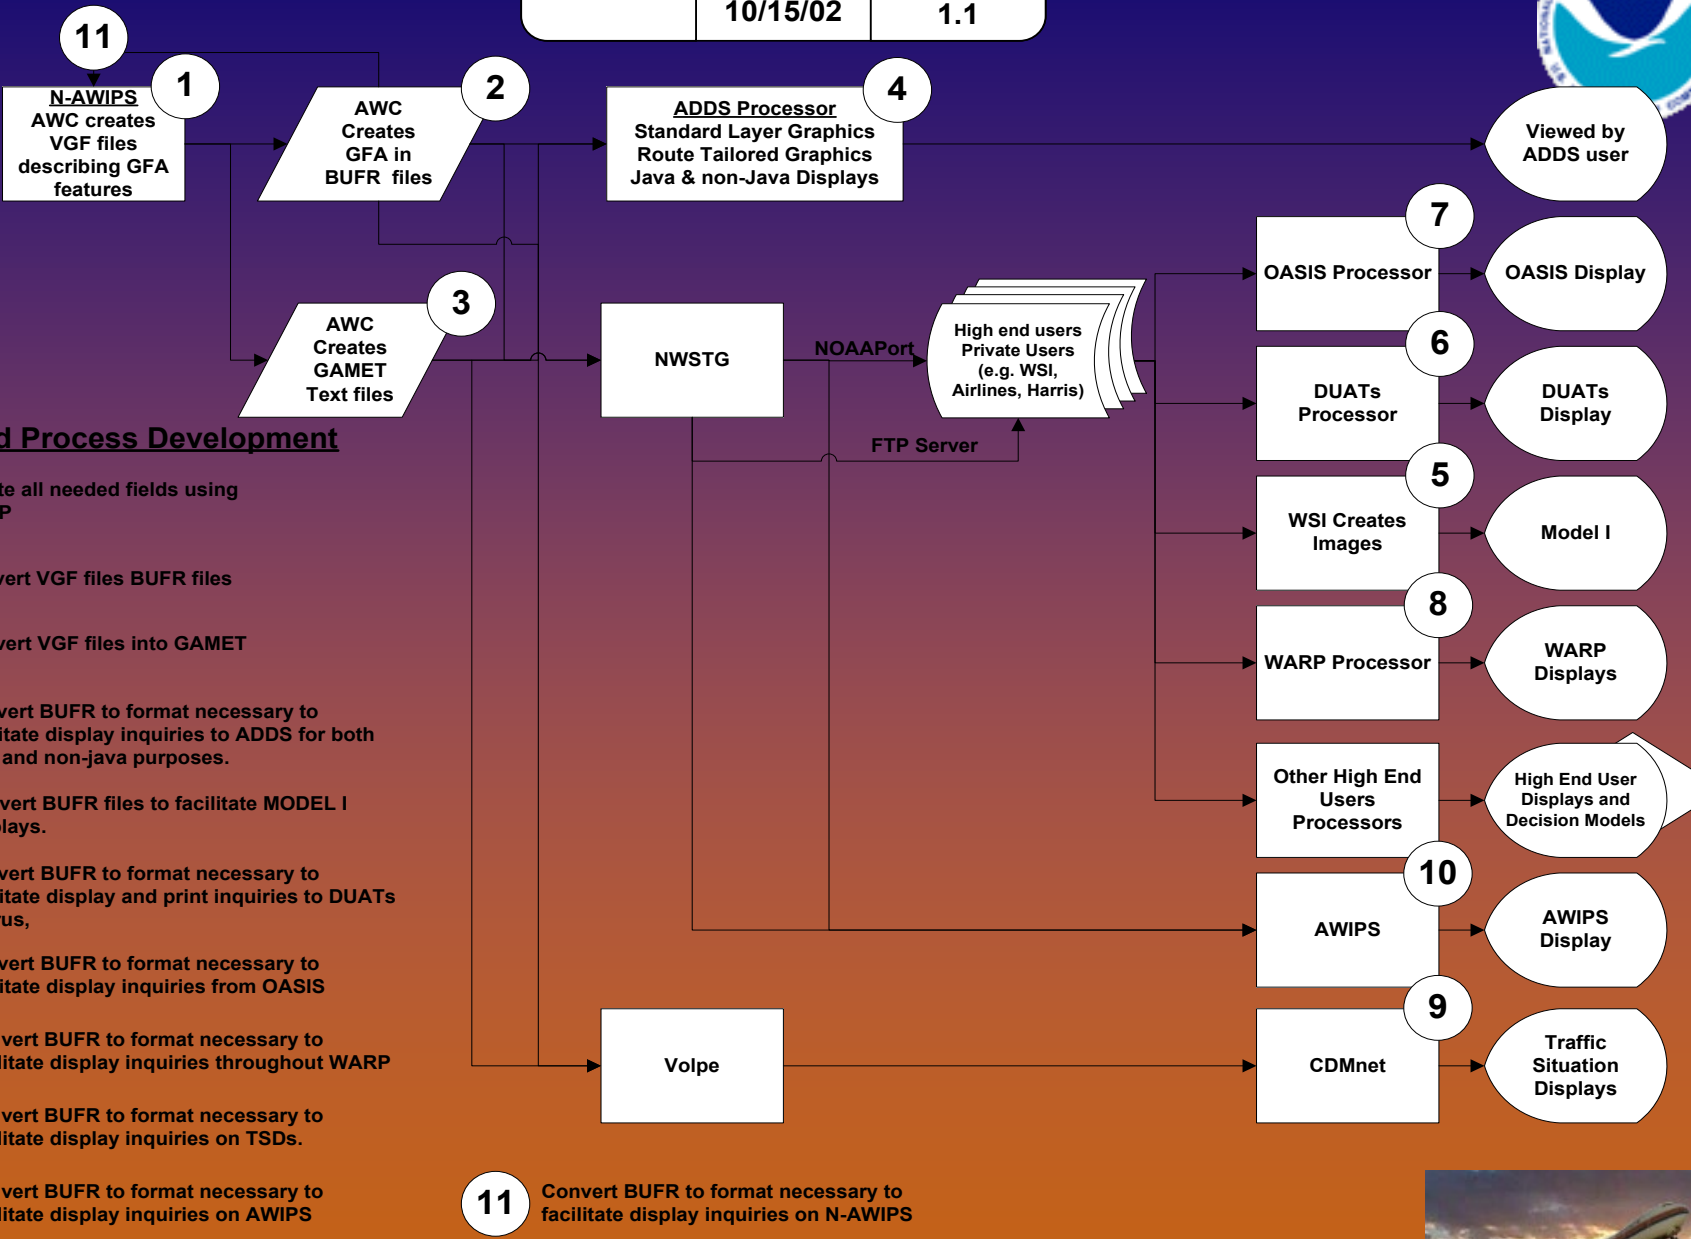 10/15/02
1.1
11
1
2
4
N-AWIPS
AWC creates
VGF files
describing GFA
features
AWC
Creates
GFA in
BUFR files
ADDS Processor
Standard Layer Graphics
Route Tailored Graphics
Java & non-Java Displays
Viewed by
ADDS user
7
OASIS Processor
OASIS Display
3
AWC
Creates
GAMET
Text files
NWSTG
NOAAPort
High end users
Private Users
(e.g. WSI,
Airlines, Harris)
FTP Server
6
DUATs
Processor
DUATs
Display
5
WSI Creates
Images
Model I
8
WARP Processor
WARP
Displays
Other High End
Users
Processors
High End User
Displays and
Decision Models
10
AWIPS
AWIPS
Display
9
Volpe
CDMnet
Traffic
Situation
Displays
d Process Development
te all needed fields using
P
vert VGF files BUFR files
vert VGF files into GAMET
vert BUFR to format necessary to
litate display inquiries to ADDS for both
and non-java purposes.
vert BUFR files to facilitate MODEL I
plays.
vert BUFR to format necessary to
litate display and print inquiries to DUATs
rus,
vert BUFR to format necessary to
litate display inquiries from OASIS
vert BUFR to format necessary to
litate display inquiries throughout WARP
vert BUFR to format necessary to
litate display inquiries on TSDs.
vert BUFR to format necessary to
litate display inquiries on AWIPS
11
Convert BUFR to format necessary to
facilitate display inquiries on N-AWIPS